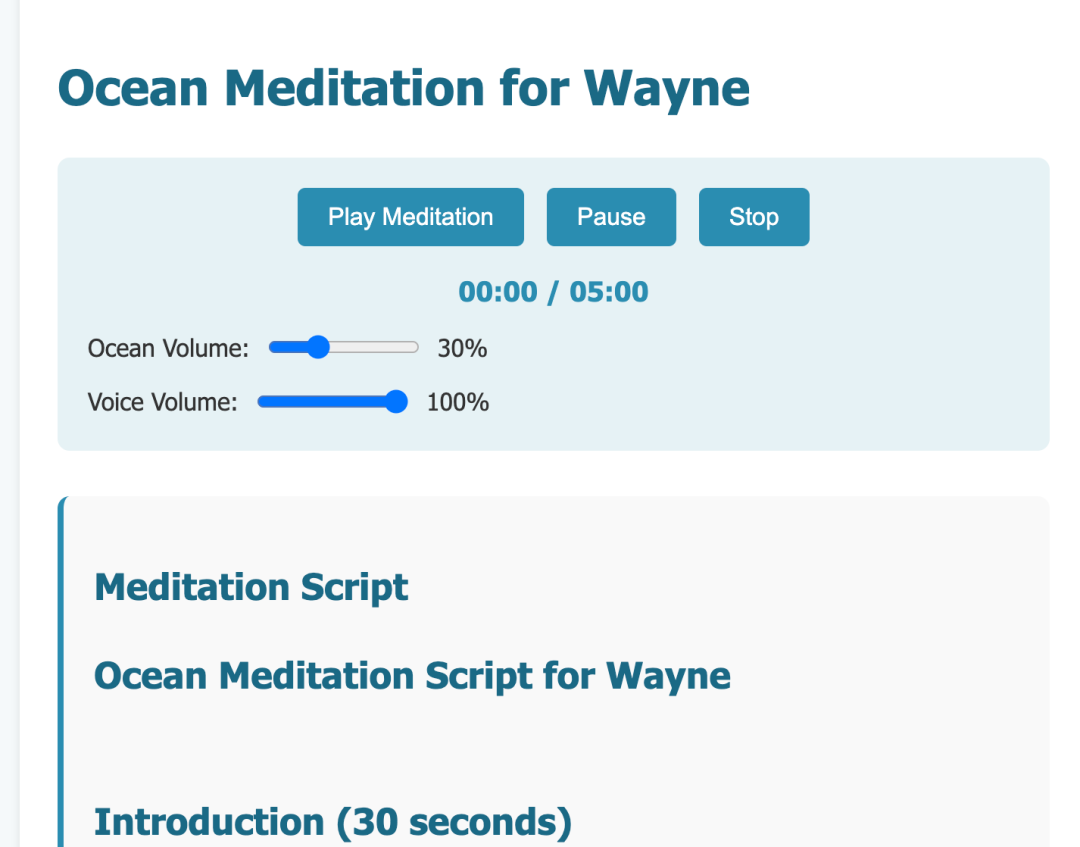 Ocean Meditation for Wayne
Play Meditation Pause Stop
00:00 / 05:00
Ocean Volume: 30%
Voice Volume: 100%
Meditation Script
Ocean Meditation Script for Wayne
Introduction (30 seconds)